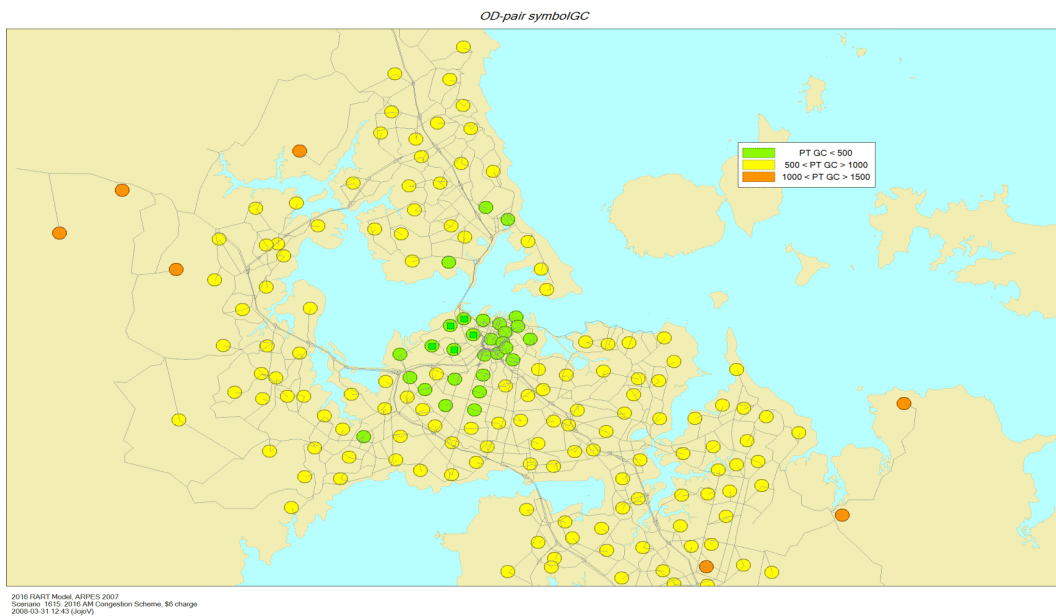 OD-pair symbolGC
PT GC < 500
500 < PT GC > 1000
1000 < PT GC > 1500
2016 RART Model, ARPES 2007
Scenario 1615: 2016 AM Congestion Scheme, $6 charge
2008-03-31 12:43 (JojoV)